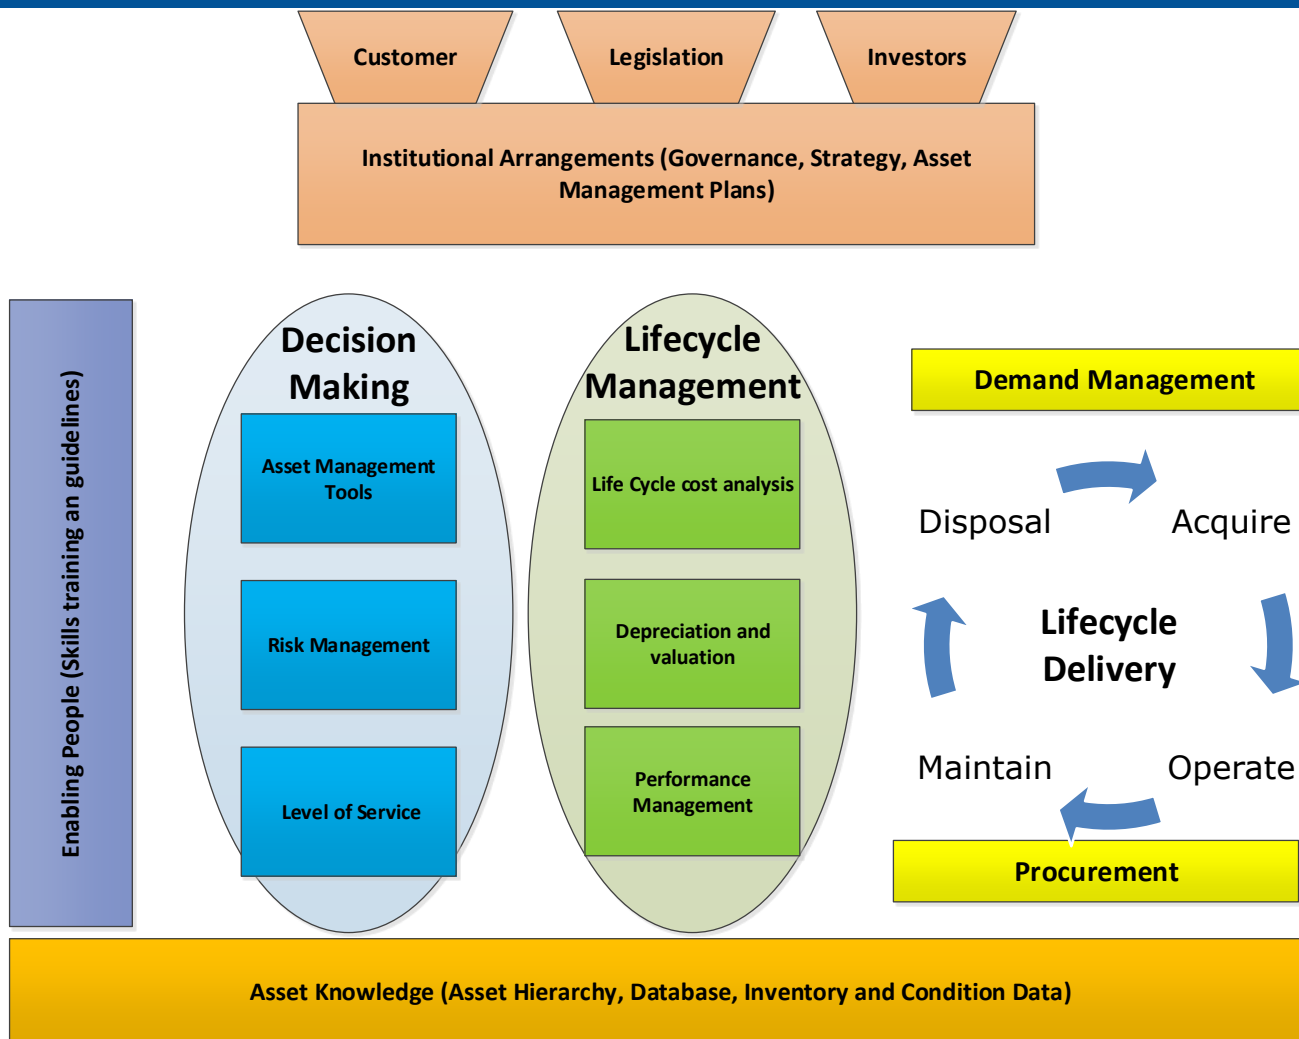 Customer
Legislation
Investors
Institutional Arrangements (Governance, Strategy, Asset
Management Plans)
Enabling People (Skills training an guidelines)
Decision
Making
Asset Management
Tools
Risk Management
Level of Service
Lifecycle
Management
Life Cycle cost analysis
Depreciation and
valuation
Performance
Management
Demand Management
Disposal
Acquire
Lifecycle
Delivery
Maintain
Operate
Procurement
Asset Knowledge (Asset Hierarchy, Database, Inventory and Condition Data)